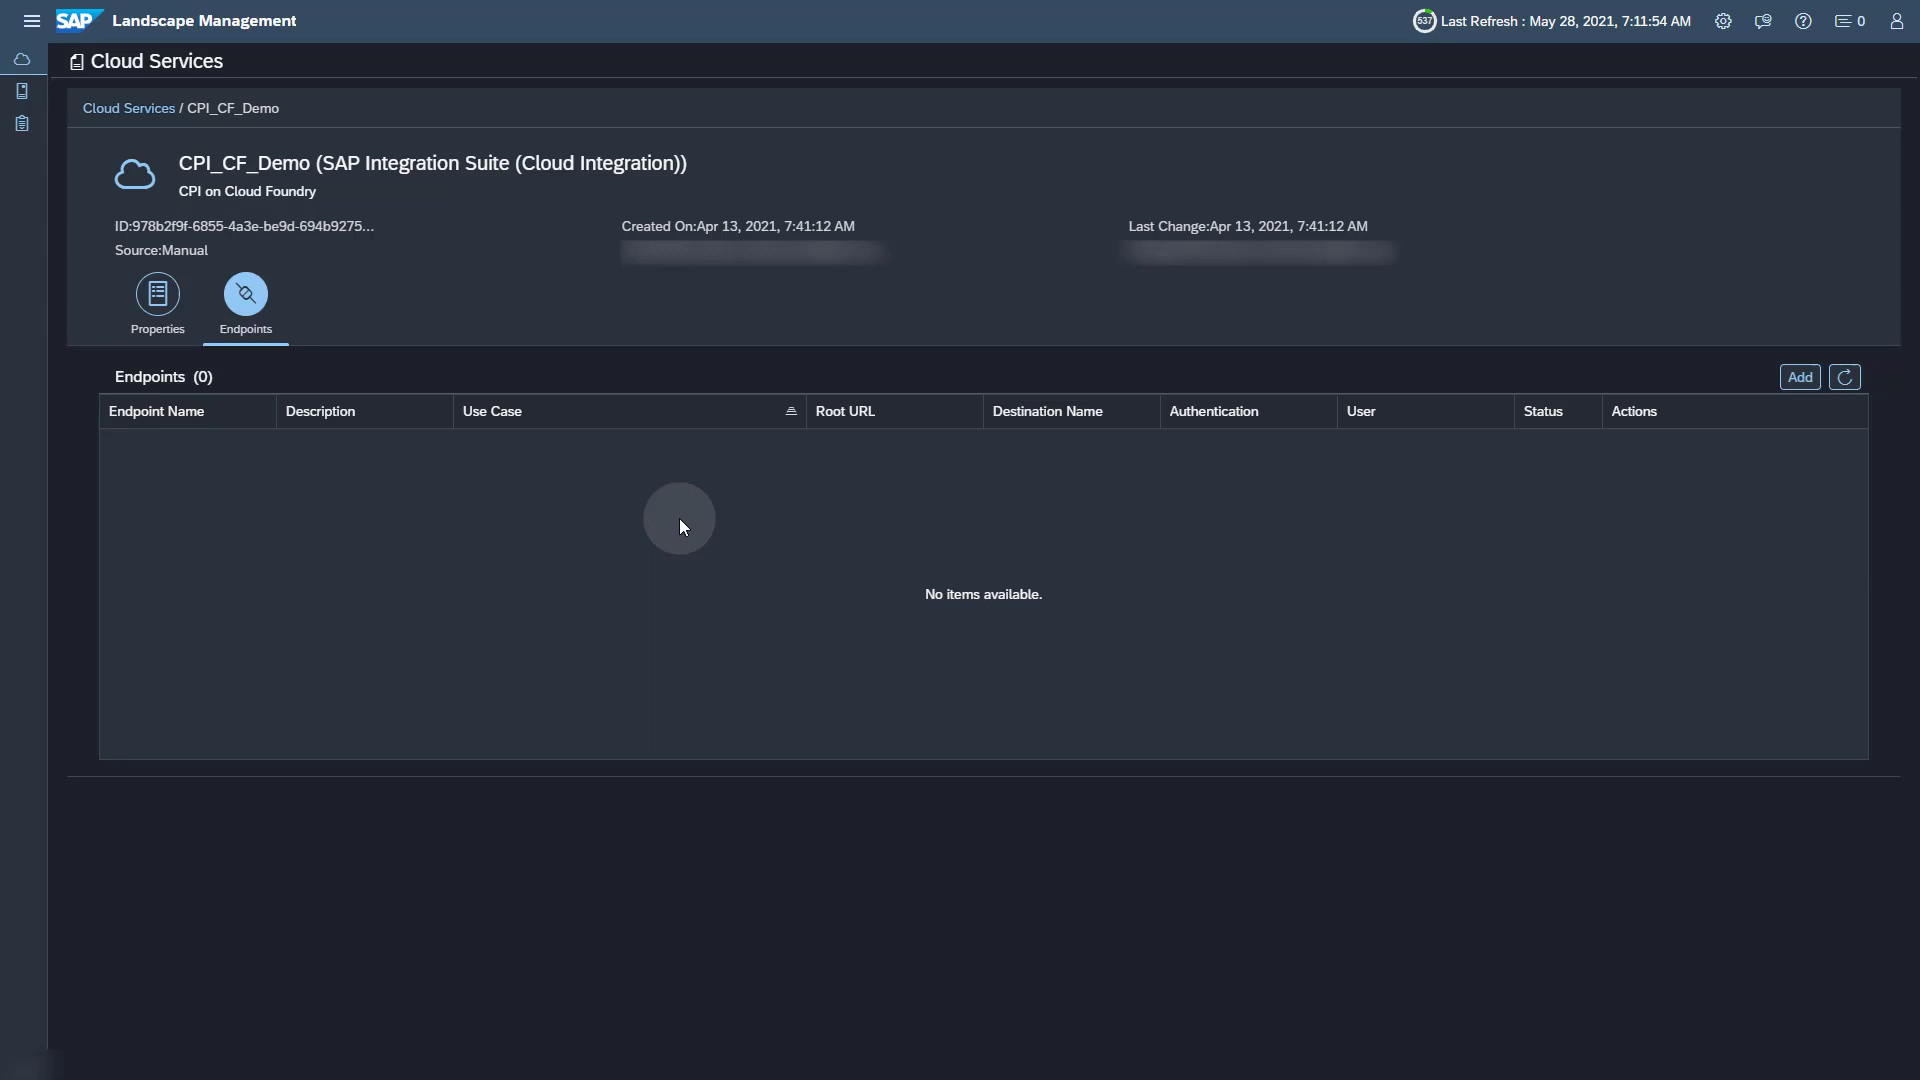 SAP Landscape Management
537 Last Refresh : May 28, 2021, 7:11:54 AM 0
Cloud Services
Cloud Services / CPI_CF_Demo
CPI_CF_Demo (SAP Integration Suite (Cloud Integration))
CPI on Cloud Foundry
ID:978b2f9f-6855-4a3e-be9d-694b9275... Created On:Apr 13, 2021, 7:41:12 AM Last Change:Apr 13, 2021, 7:41:12 AM
Source:Manual
Properties Endpoints
Endpoints (0) Add
Endpoint Name Description Use Case Root URL Destination Name Authentication User Status Actions
No items available.